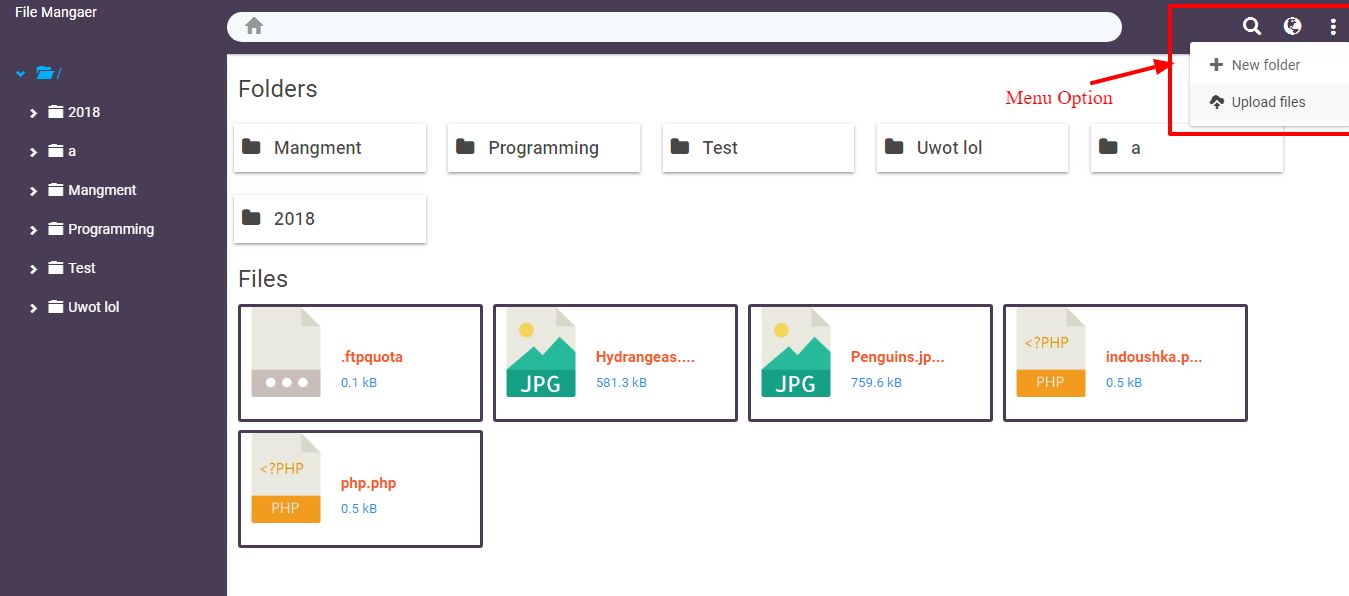 File Mangaer
/
2018
a
Mangment
Programming
Test
Uwot lol
New folder
Upload files
Menu Option
Folders
Mangment
Programming
Test
Uwot lol
a
2018
Files
.ftpquota
0.1 kB
JPG
Hydrangeas....
581.3 kB
JPG
Penguins.jp...
759.6 kB
<?PHP
PHP
indoushka.p...
0.5 kB
<?PHP
PHP
php.php
0.5 kB